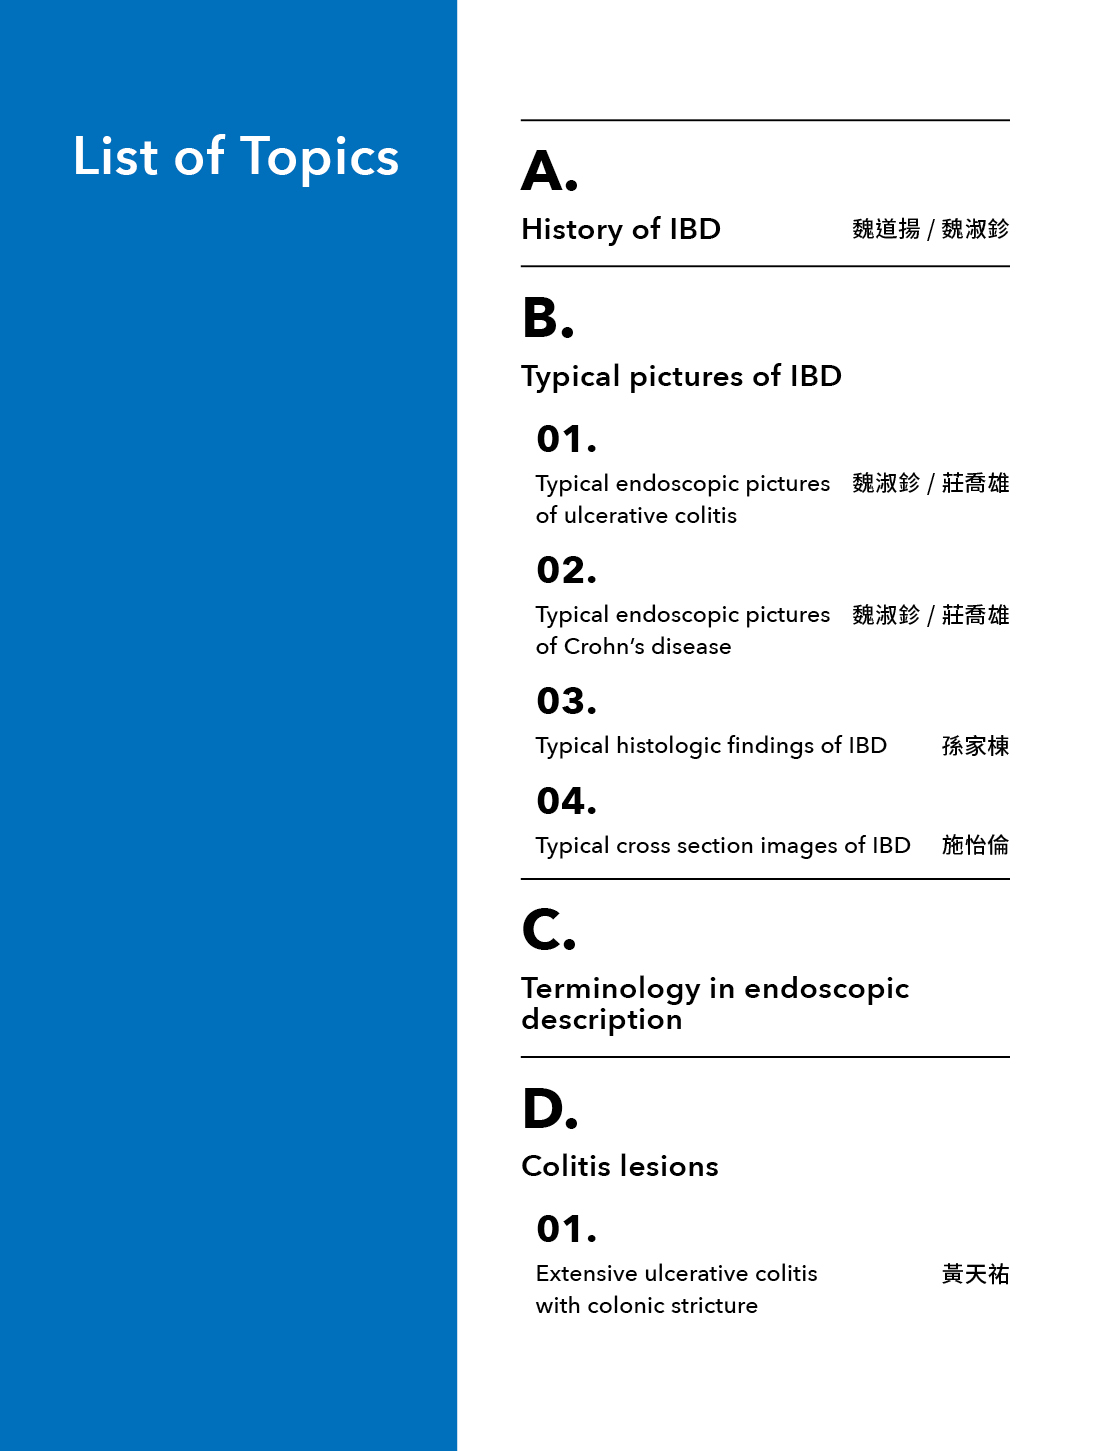 List of Topics
A.
History of IBD 魏道揚 / 魏淑鉁
B.
Typical pictures of IBD
01.
Typical endoscopic pictures 魏淑鉁 / 莊喬雄
of ulcerative colitis
02.
Typical endoscopic pictures 魏淑鉁 / 莊喬雄
of Crohn’s disease
03.
Typical histologic findings of IBD 孫家棟
04.
Typical cross section images of IBD 施怡倫
C.
Terminology in endoscopic
description
D.
Colitis lesions
01.
Extensive ulcerative colitis 黃天祐
with colonic stricture